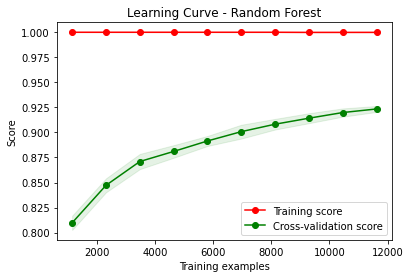 Learning Curve - Random Forest
1.000
0.975
0.950
0.925
0.900
0.875
0.850
0.825
0.800
Score
Training score
Cross-validation score
2000 4000 6000 8000 10000 12000
Training examples